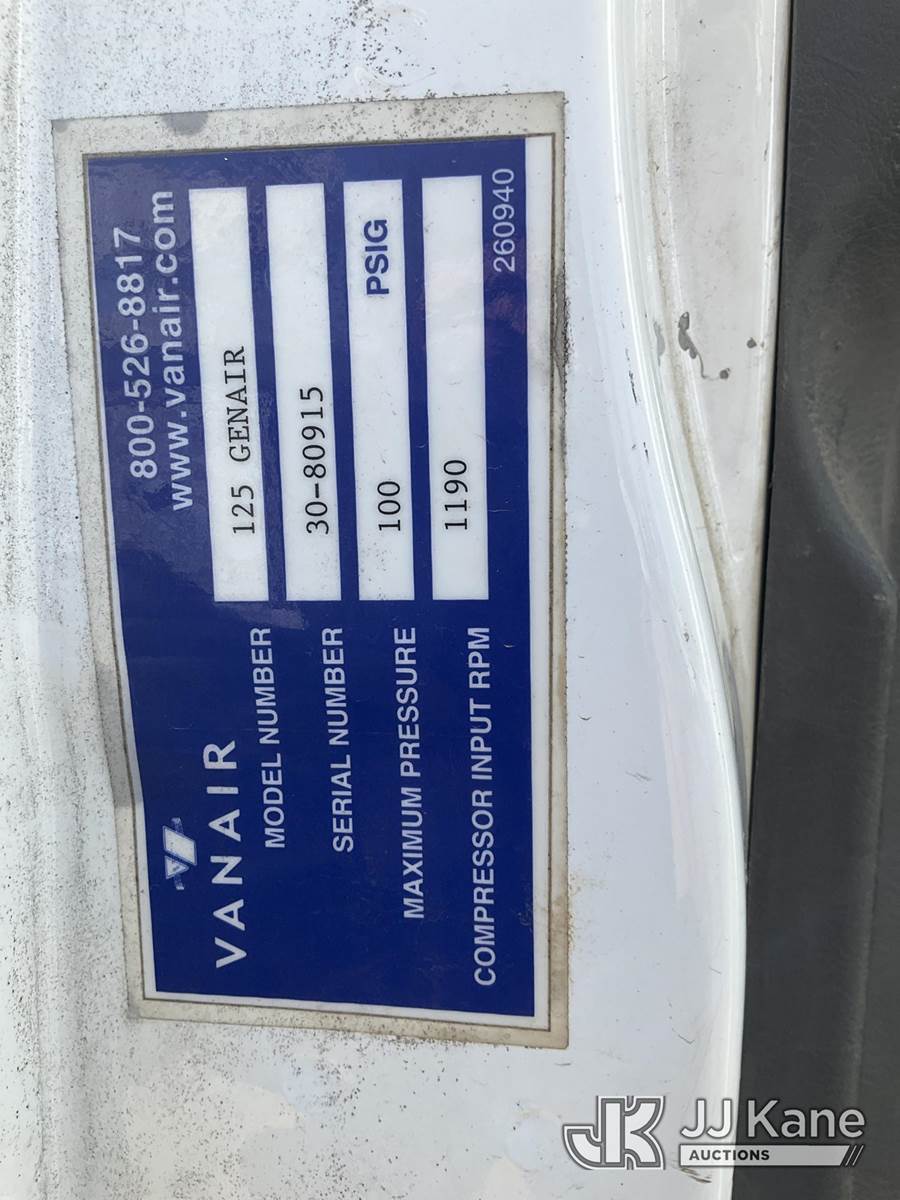 VANAIR
800-526-8817
www.vanair.com
MODEL NUMBER 125 GENAIR
SERIAL NUMBER 30-80915
MAXIMUM PRESSURE 100 PSIG
COMPRESSOR INPUT RPM 1190
260940
JK JJ Kane
AUCTIONS